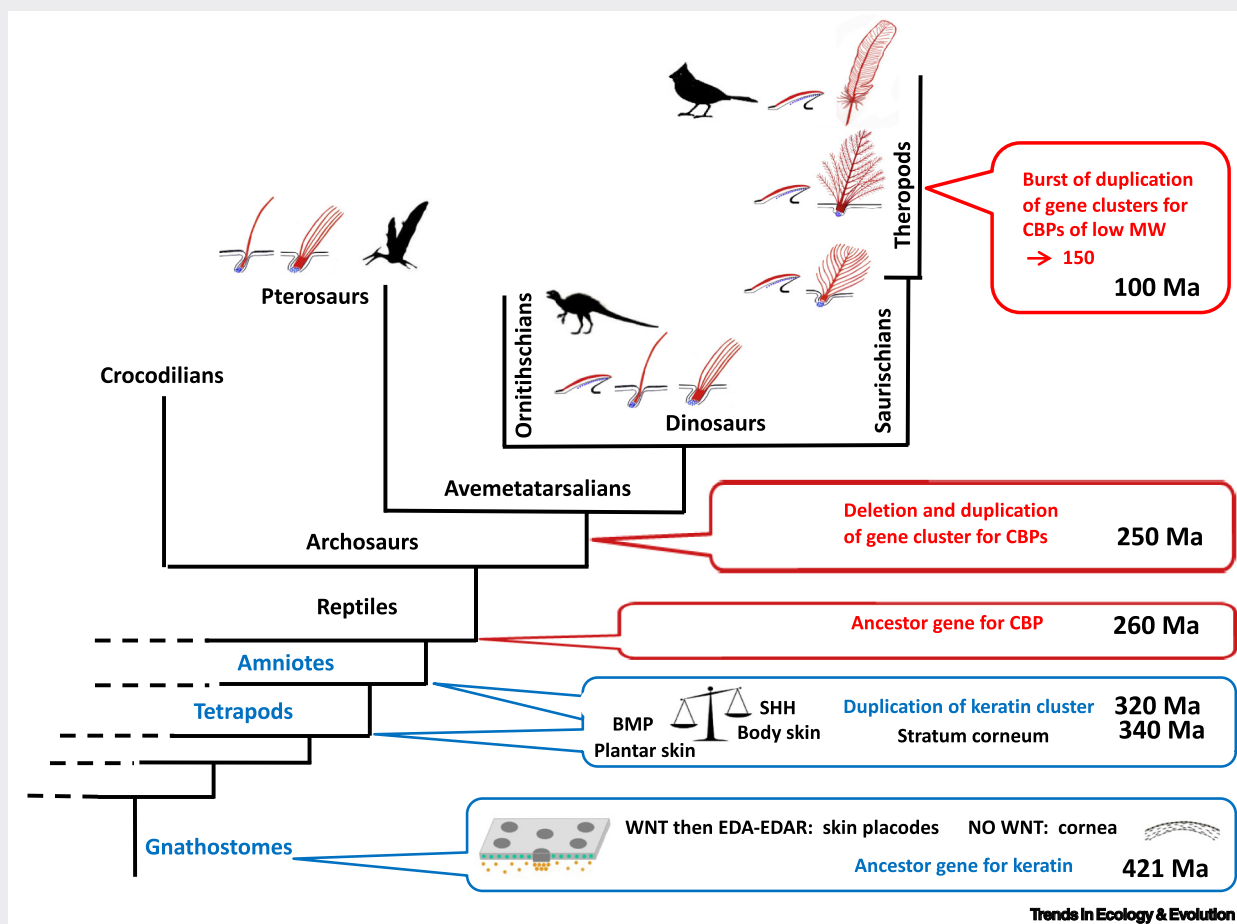 Theropods
Burst of duplication
of gene clusters for
CBPs of low MW
→ 150
100 Ma
Pterosaurs
Ornitihschians
Saurischians
Crocodilians
Dinosaurs
Avemetatarsalians
Deletion and duplication
of gene cluster for CBPs
250 Ma
Archosaurs
Reptiles
Ancestor gene for CBP
260 Ma
Amniotes
Tetrapods
BMP
Plantar skin
SHH
Body skin
Duplication of keratin cluster
320 Ma
Stratum corneum
340 Ma
Gnathostomes
WNT then EDA-EDAR: skin placodes
NO WNT: cornea
Ancestor gene for keratin
421 Ma
Trends in Ecology & Evolution